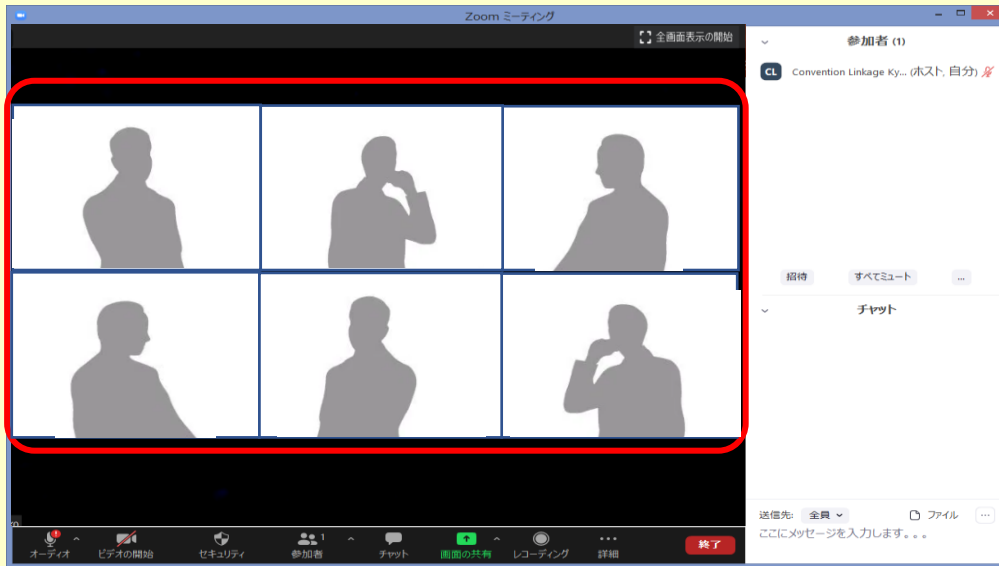 Zoom ミーティング
全画面表示の開始
参加者 (1)
CL Convention Linkage Ky... (ホスト, 自分)
招待 すべてミュート ...
チャット
送信先: 全員 ファイル ...
ここにメッセージを入力します。。。
オーディオ ビデオの開始 セキュリティ 参加者 1 チャット 画面の共有 レコーディング 詳細 終了